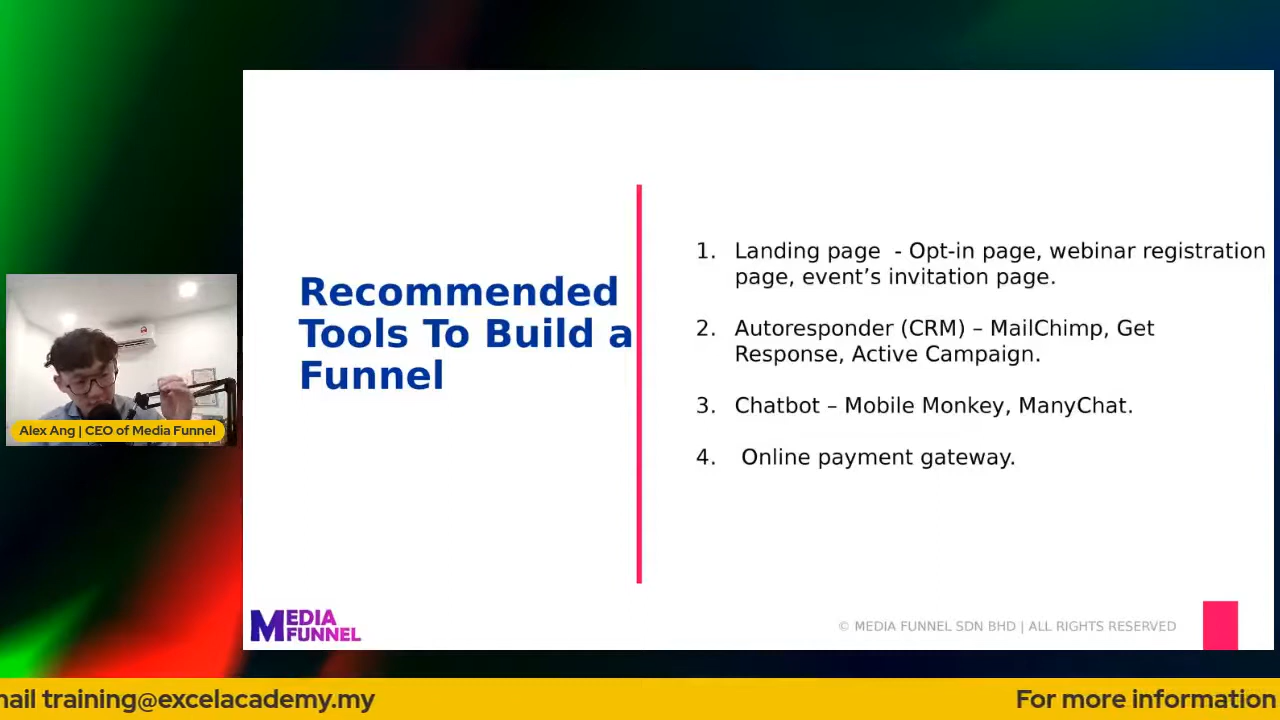 Recommended
Tools To Build a
Funnel
1. Landing page - Opt-in page, webinar registration
page, event’s invitation page.
2. Autoresponder (CRM) – MailChimp, Get
Response, Active Campaign.
3. Chatbot – Mobile Monkey, ManyChat.
4. Online payment gateway.
Alex Ang | CEO of Media Funnel
MEDIA
FUNNEL
© MEDIA FUNNEL SDN BHD | ALL RIGHTS RESERVED
training@excelacademy.my
For more information